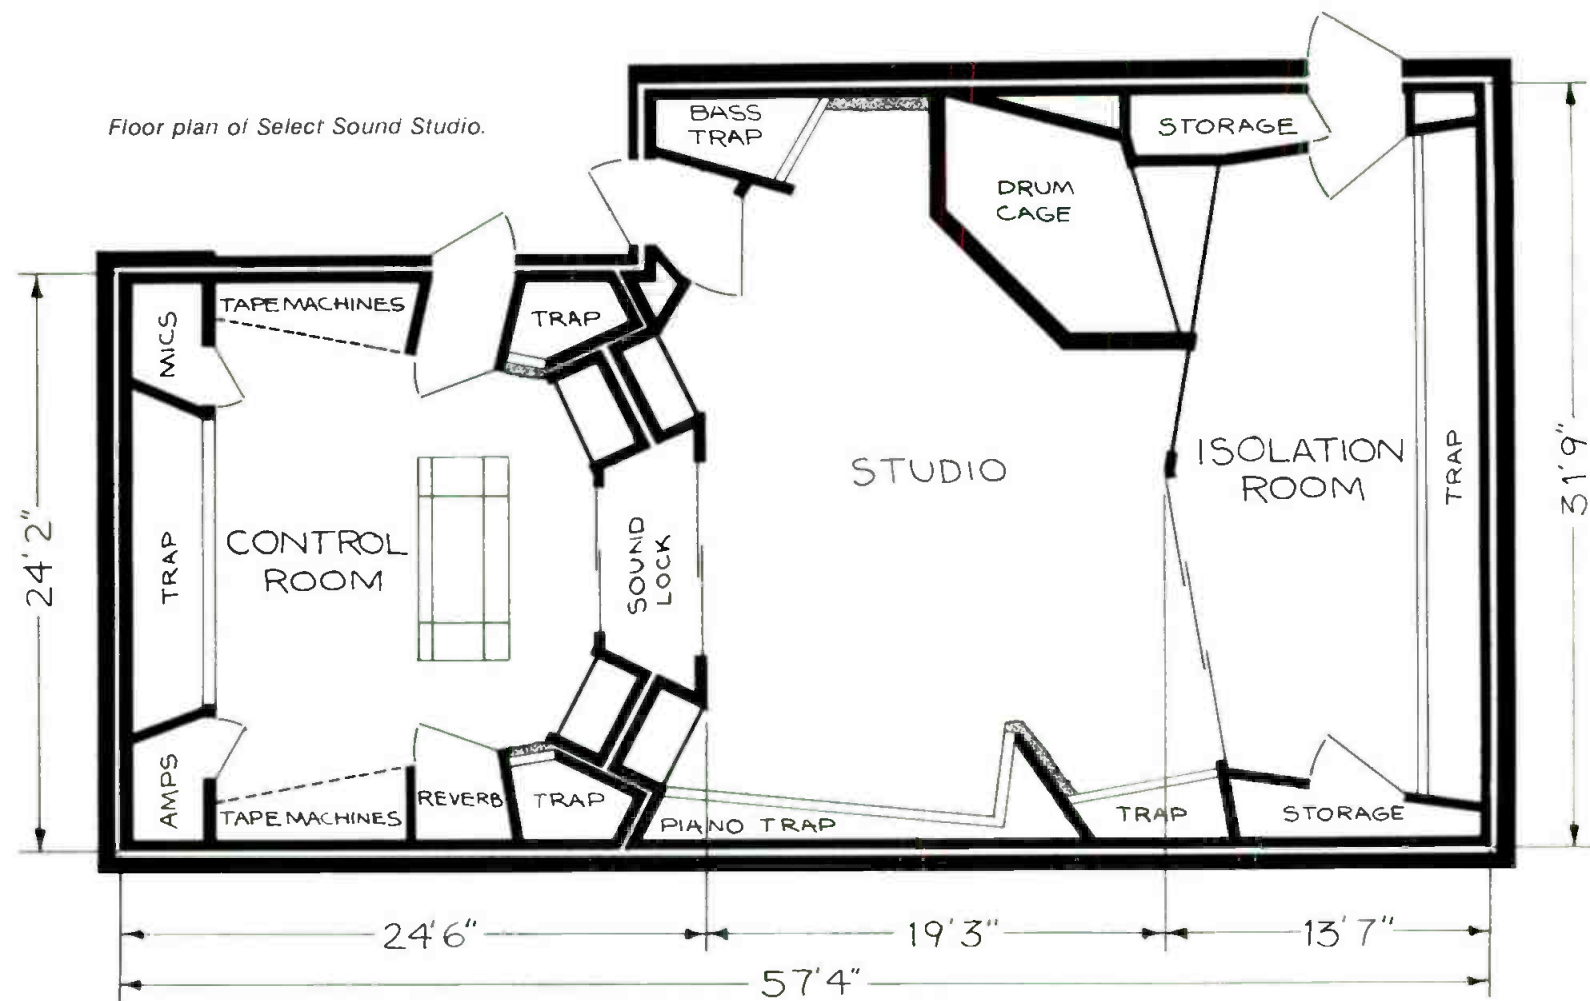 Floor plan of Select Sound Studio.
BASS
TRAP
STORAGE
DRUM
CAGE
MICS
TAPE MACHINES
TRAP
TRAP
CONTROL
ROOM
SOUND
LOCK
STUDIO
ISOLATION
ROOM
TRAP
24'2"
31'9"
AMPS
TAPE MACHINES
REVERB
TRAP
PIANO TRAP
TRAP
STORAGE
24'6"
19'3"
13'7"
57'4"